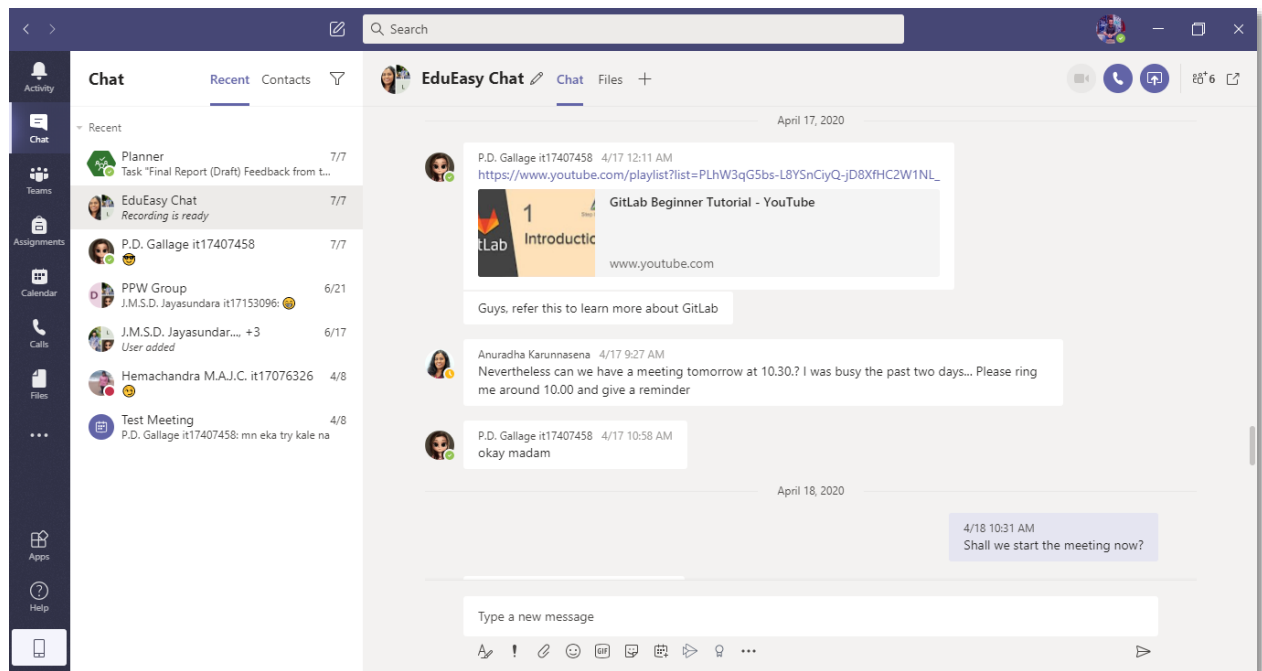 Search
Activity
Chat
Teams
Assignments
Calendar
Calls
Files
Apps
Help
Chat
Recent
Contacts
Recent
Planner 7/7
Task "Final Report (Draft) Feedback from t...
EduEasy Chat 7/7
Recording is ready
P.D. Gallage it17407458 7/7
😎
PPW Group 6/21
J.M.S.D. Jayasundara it17153096: 😁
J.M.S.D. Jayasundar..., +3 6/17
User added
Hemachandra M.A.J.C. it17076326 4/8
😉
Test Meeting 4/8
P.D. Gallage it17407458: mn eka try kale na
EduEasy Chat
Chat
Files
6
April 17, 2020
P.D. Gallage it17407458 4/17 12:11 AM
https://www.youtube.com/playlist?list=PLhW3qG5bs-L8YSnCiyQ-jD8XfHC2W1NL_
1
Introductic
tLab
GitLab Beginner Tutorial - YouTube
www.youtube.com
Guys, refer this to learn more about GitLab
Anuradha Karunnasena 4/17 9:27 AM
Nevertheless can we have a meeting tomorrow at 10.30.? I was busy the past two days... Please ring
me around 10.00 and give a reminder
P.D. Gallage it17407458 4/17 10:58 AM
okay madam
April 18, 2020
4/18 10:31 AM
Shall we start the meeting now?
Type a new message
GIF